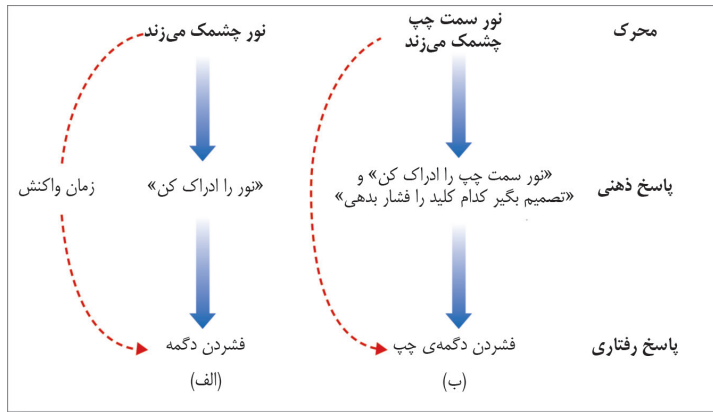 محرک
نور سمت چپ
چشمک می‌زند
نور چشمک می‌زند
پاسخ ذهنی
«نور سمت چپ را ادراک کن» و
«تصمیم بگیر کدام کلید را فشار بدهی»
«نور را ادراک کن»
زمان واکنش
پاسخ رفتاری
فشردن دگمه‌ی چپ
فشردن دگمه
(ب)
(الف)